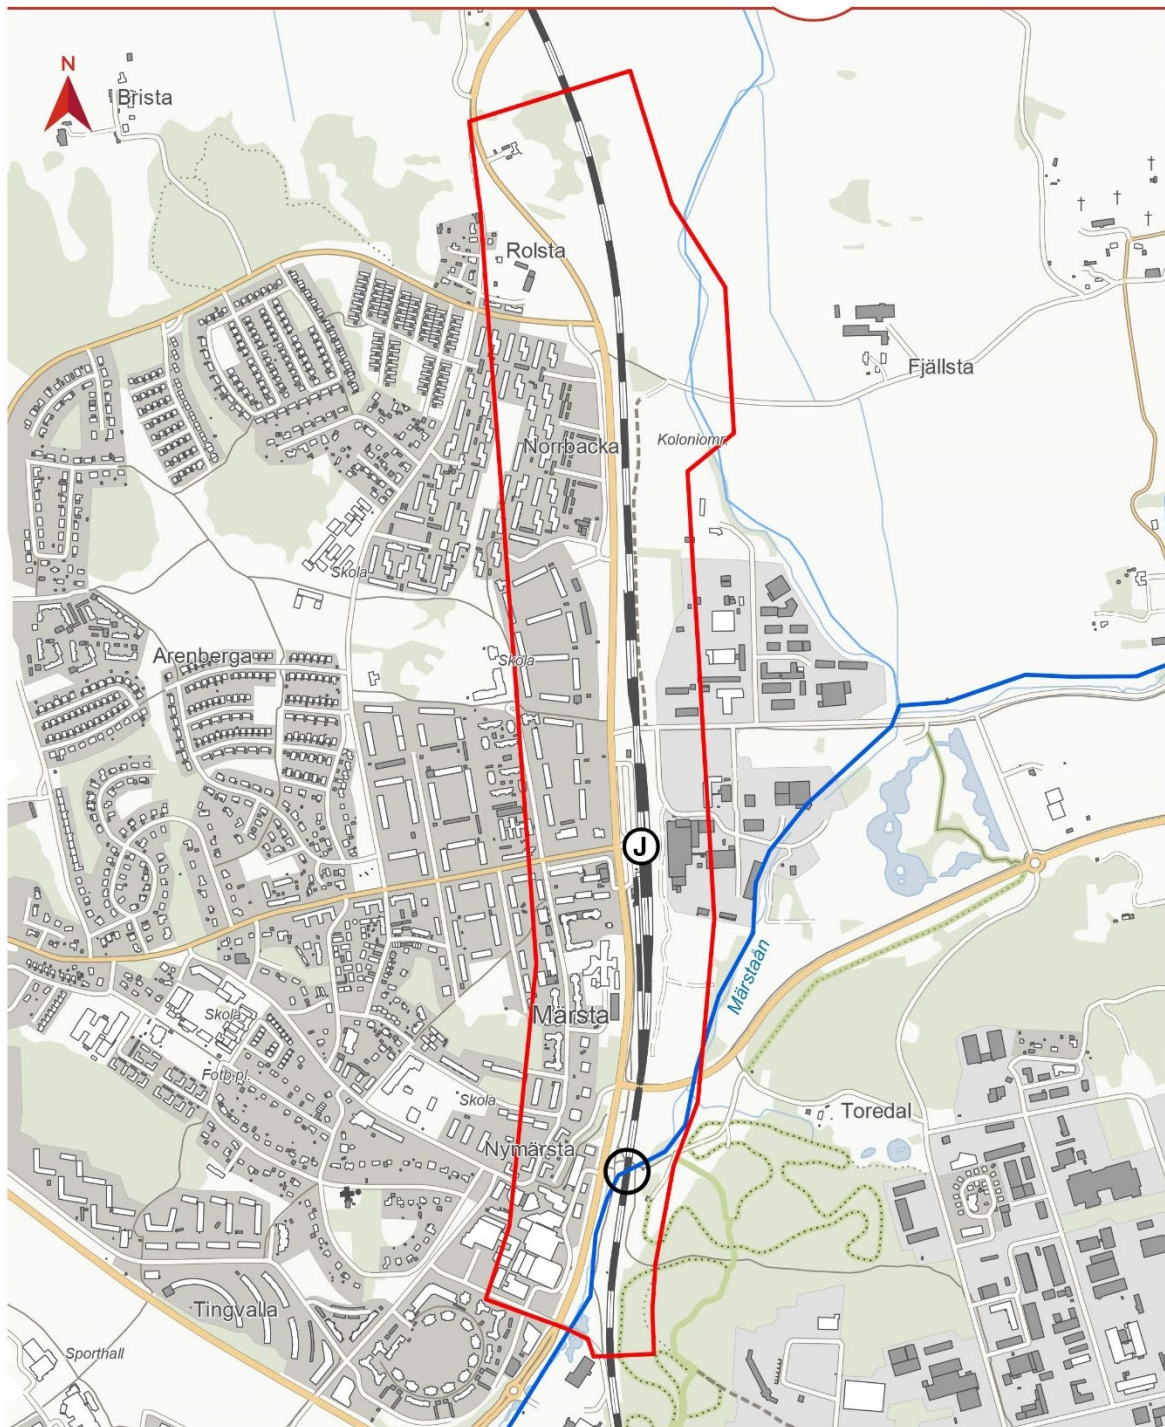 N
Brista
Rolsta
Fjällsta
Norrbacka
Koloniomr.
Skola
Arenberga
Skola
J
Märstaån
Märsta
Skola
Fotb.pl.
Skola
Toredal
Nymärsta
Tingvalla
Sporthall